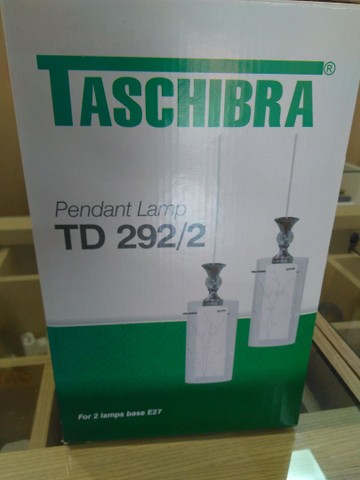 TASCHIBRA®
Pendant Lamp
TD 292/2
For 2 lamps base E27